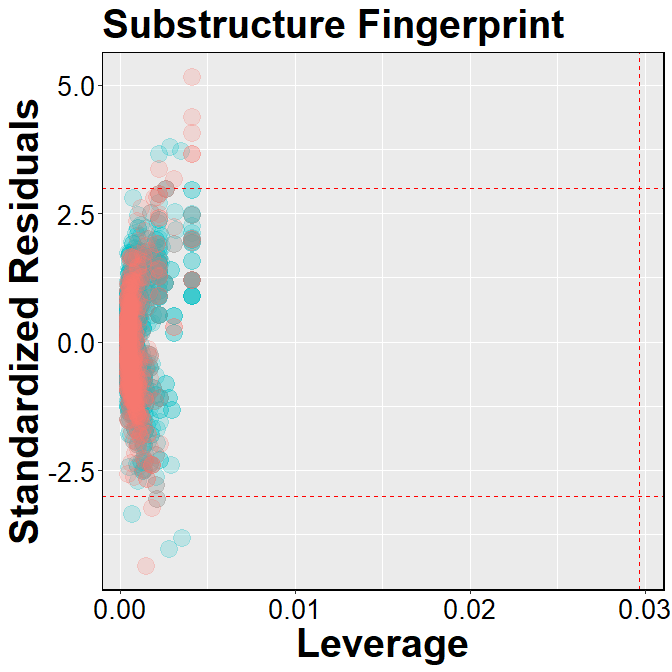 Substructure Fingerprint
Standardized Residuals
5.0
2.5
0.0
-2.5
0.00 0.01 0.02 0.03
Leverage